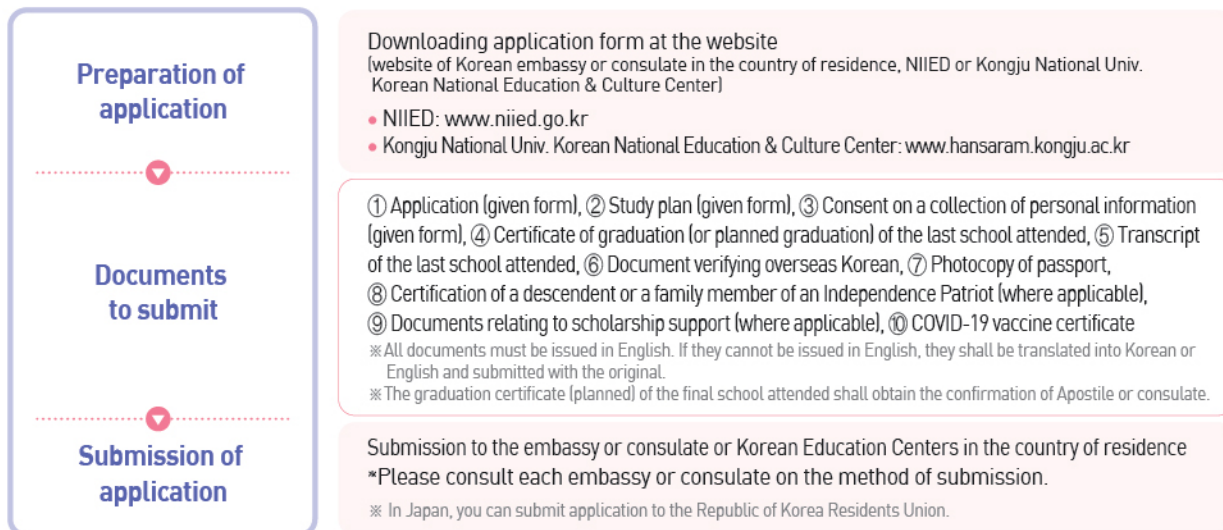 Preparation of
application
Downloading application form at the website
(website of Korean embassy or consulate in the country of residence, NIIED or Kongju National Univ.
Korean National Education & Culture Center)
• NIIED: www.niied.go.kr
• Kongju National Univ. Korean National Education & Culture Center: www.hansaram.kongju.ac.kr
Documents
to submit
① Application (given form), ② Study plan (given form), ③ Consent on a collection of personal information
(given form), ④ Certificate of graduation (or planned graduation) of the last school attended, ⑤ Transcript
of the last school attended, ⑥ Document verifying overseas Korean, ⑦ Photocopy of passport,
⑧ Certification of a descendent or a family member of an Independence Patriot (where applicable),
⑨ Documents relating to scholarship support (where applicable), ⑩ COVID-19 vaccine certificate
※ All documents must be issued in English. If they cannot be issued in English, they shall be translated into Korean or
English and submitted with the original.
※ The graduation certificate (planned) of the final school attended shall obtain the confirmation of Apostile or consulate.
Submission of
application
Submission to the embassy or consulate or Korean Education Centers in the country of residence
*Please consult each embassy or consulate on the method of submission.
※ In Japan, you can submit application to the Republic of Korea Residents Union.